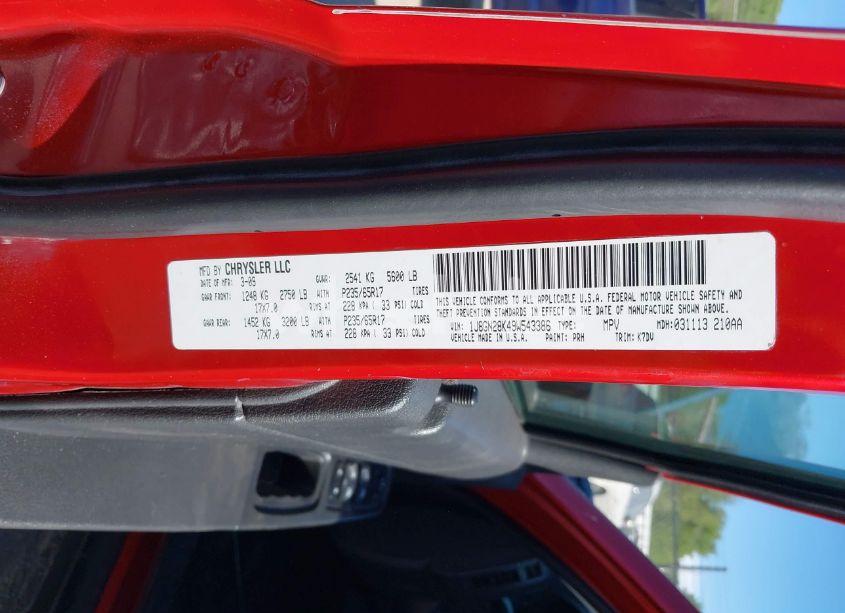 MFD BY CHRYSLER LLC
DATE OF MFR: 3-09 GVWR: 2541 KG 5600 LB
GAWR FRONT: 1248 KG 2750 LB WITH P235/65R17 TIRES
17X7.0 RIMS AT 228 KPA ( 33 PSI) COLD
GAWR REAR: 1452 KG 3200 LB WITH P235/65R17 TIRES
17X7.0 RIMS AT 228 KPA ( 33 PSI) COLD
THIS VEHICLE CONFORMS TO ALL APPLICABLE U.S.A. FEDERAL MOTOR VEHICLE SAFETY AND
THEFT PREVENTION STANDARDS IN EFFECT ON THE DATE OF MANUFACTURE SHOWN ABOVE.
VIN: 1J8GN28K49W543386 TYPE: MPV MDH: 031113 210AA
VEHICLE MADE IN U.S.A. PAINT: PRH TRIM: K7DV